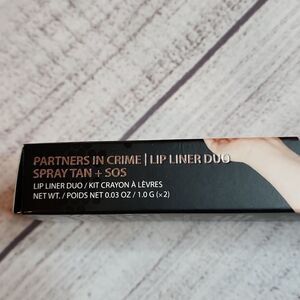 PARTNERS IN CRIME | LIP LINER DUO
SPRAY TAN + SOS
LIP LINER DUO / KIT CRAYON À LÈVRES
NET WT. / POIDS NET 0.03 OZ / 1.0 G (×2)